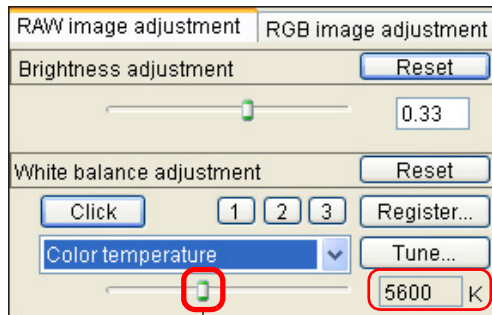 RAW image adjustment RGB image adjustment
Brightness adjustment Reset
0.33
White balance adjustment Reset
Click 1 2 3 Register...
Color temperature Tune...
5600 K